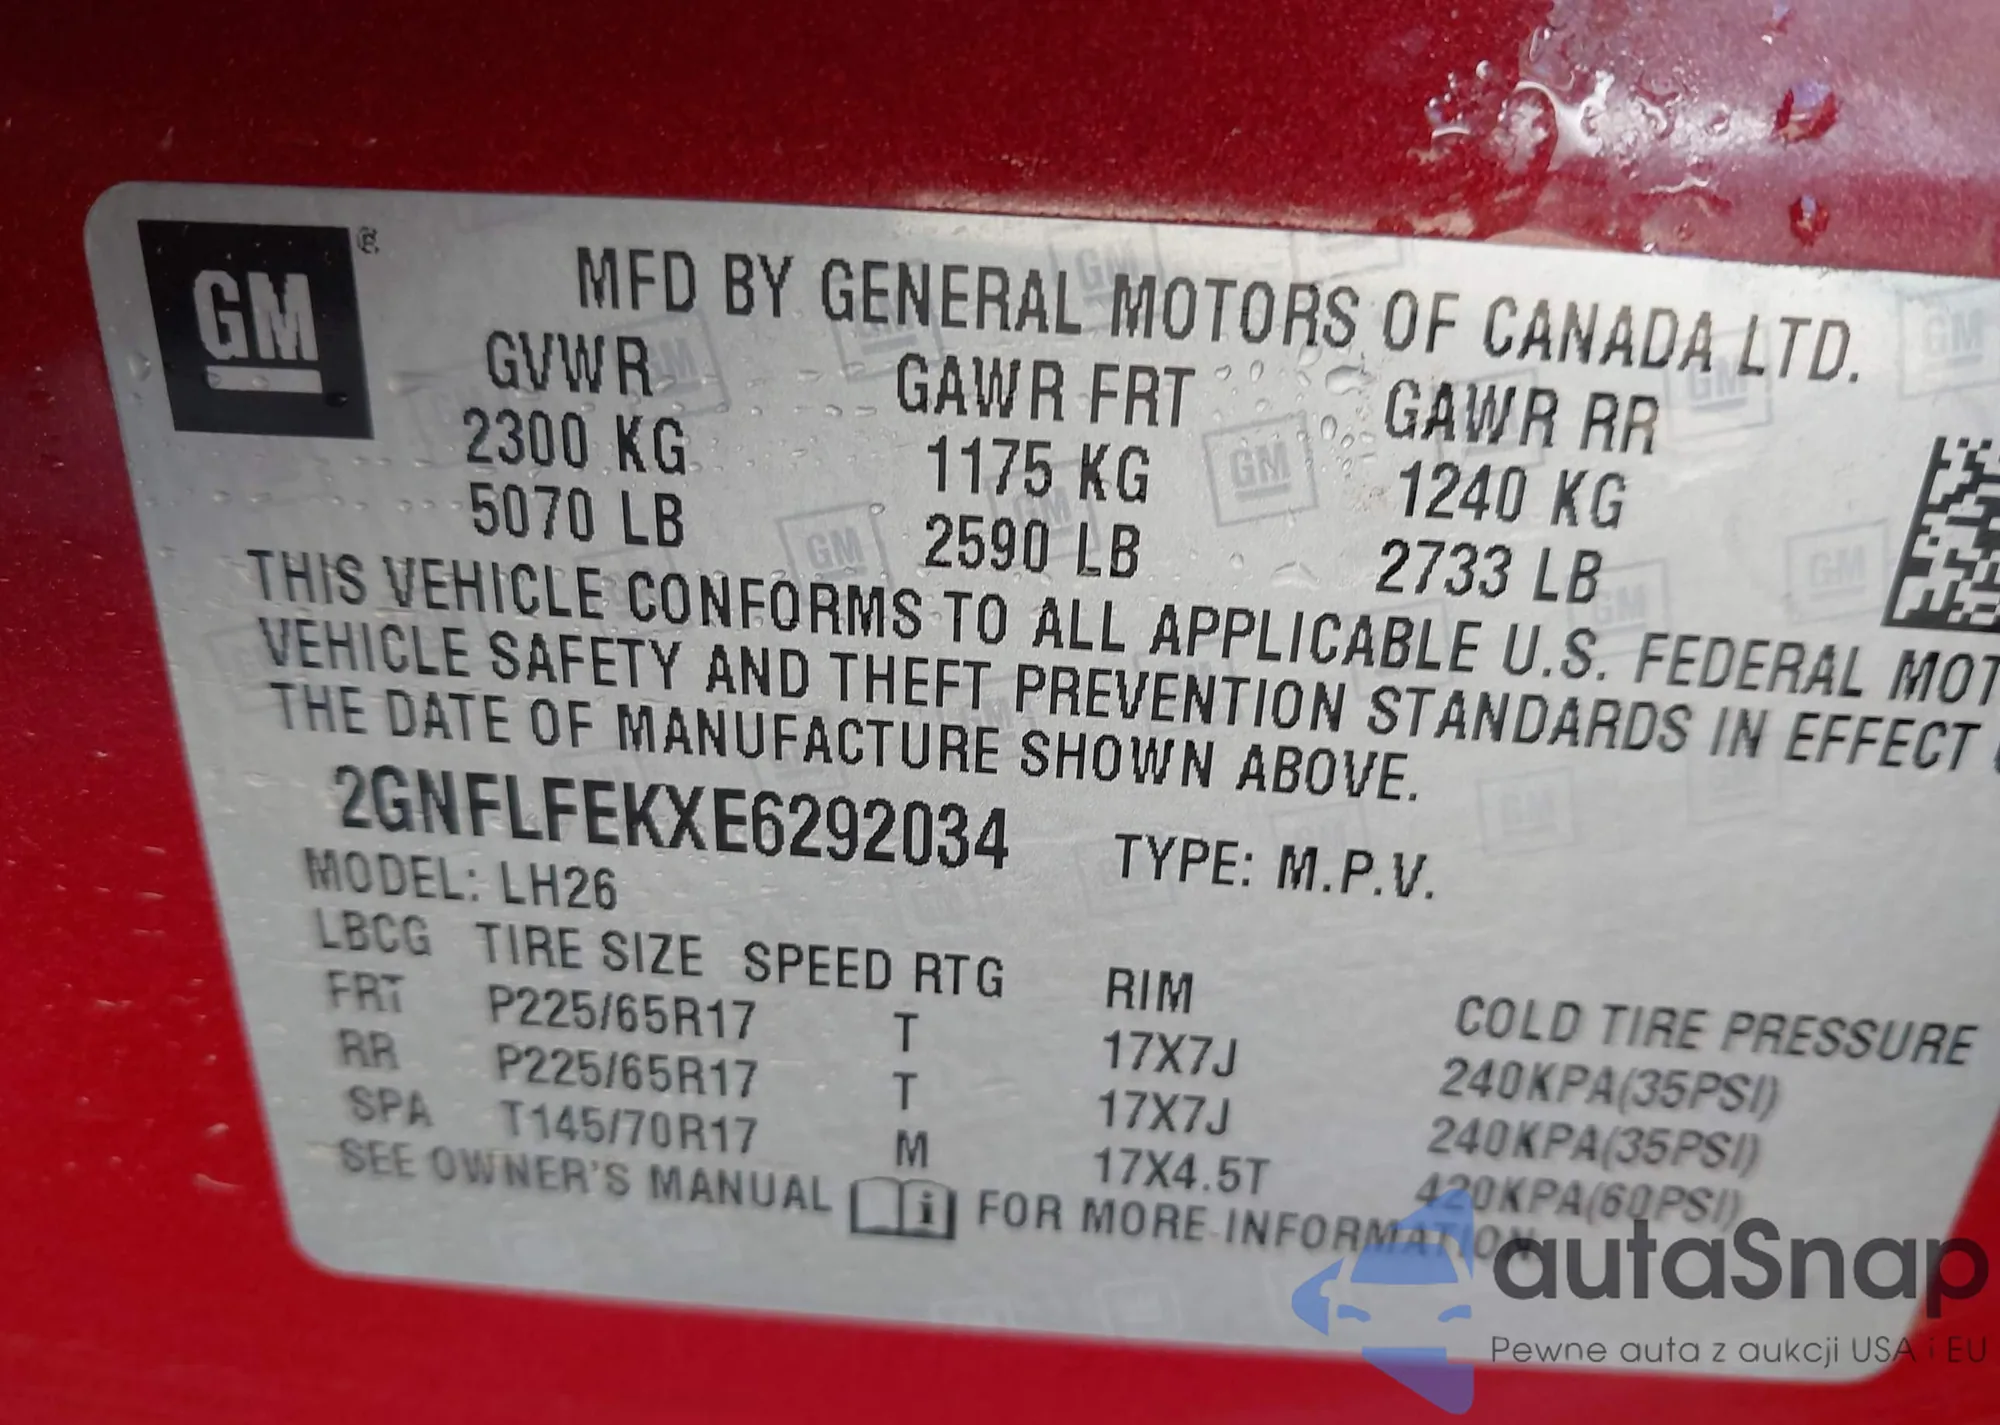 GM®
MFD BY GENERAL MOTORS OF CANADA LTD.
GVWR GAWR FRT GAWR RR
2300 KG 1175 KG 1240 KG
5070 LB 2590 LB 2733 LB
THIS VEHICLE CONFORMS TO ALL APPLICABLE U.S. FEDERAL MOT
VEHICLE SAFETY AND THEFT PREVENTION STANDARDS IN EFFECT
THE DATE OF MANUFACTURE SHOWN ABOVE.
2GNFLFEKXE6292034 TYPE: M.P.V.
MODEL: LH26
LBCG TIRE SIZE SPEED RTG RIM COLD TIRE PRESSURE
FRT P225/65R17 T 17X7J 240KPA(35PSI)
RR P225/65R17 T 17X7J 240KPA(35PSI)
SPA T145/70R17 M 17X4.5T 420KPA(60PSI)
SEE OWNER'S MANUAL FOR MORE INFORMATION
autaSnap
Pewne auta z aukcji USA i EU